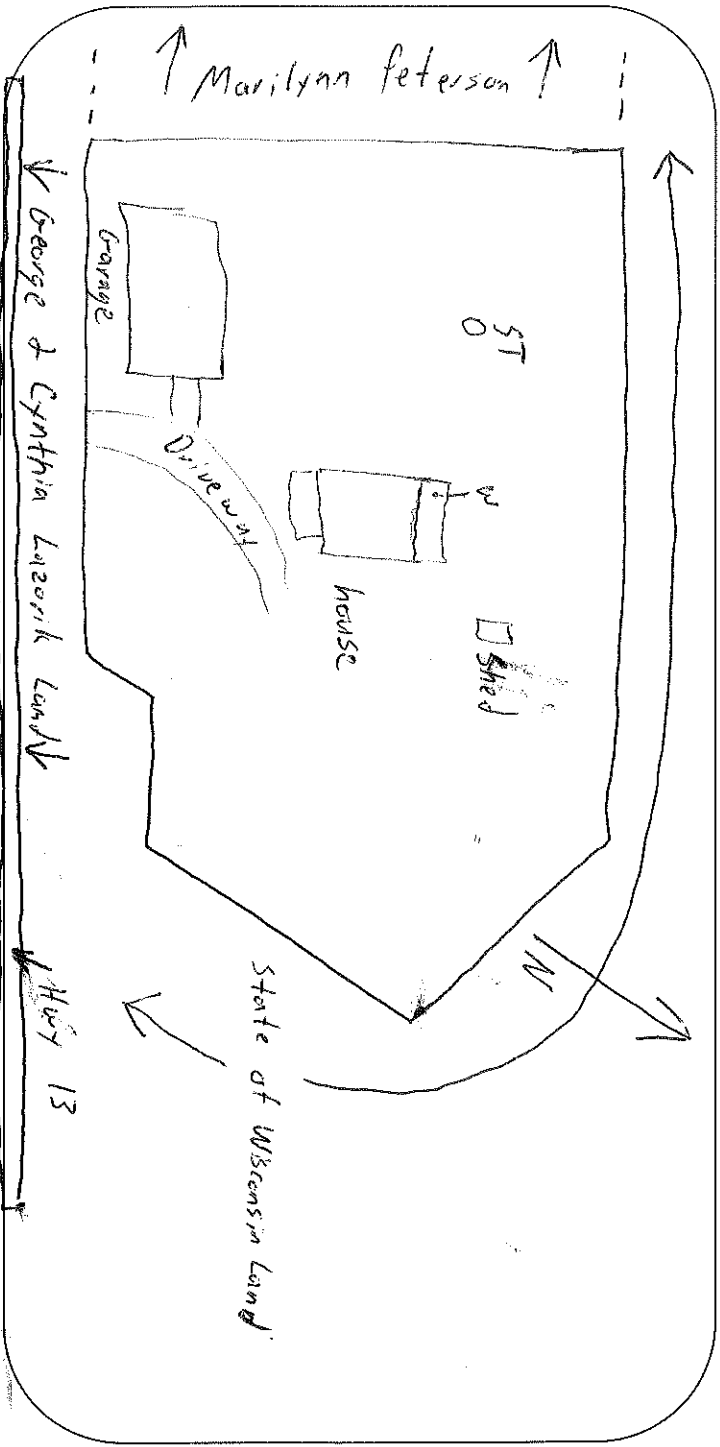 ↑ Marilynn Peterson ↑
ST
W
Garage
Driveway
house
Shed
N
State of Wisconsin Land
↓ George & Cynthia Lazorik Land ↓
↓ Hwy 13